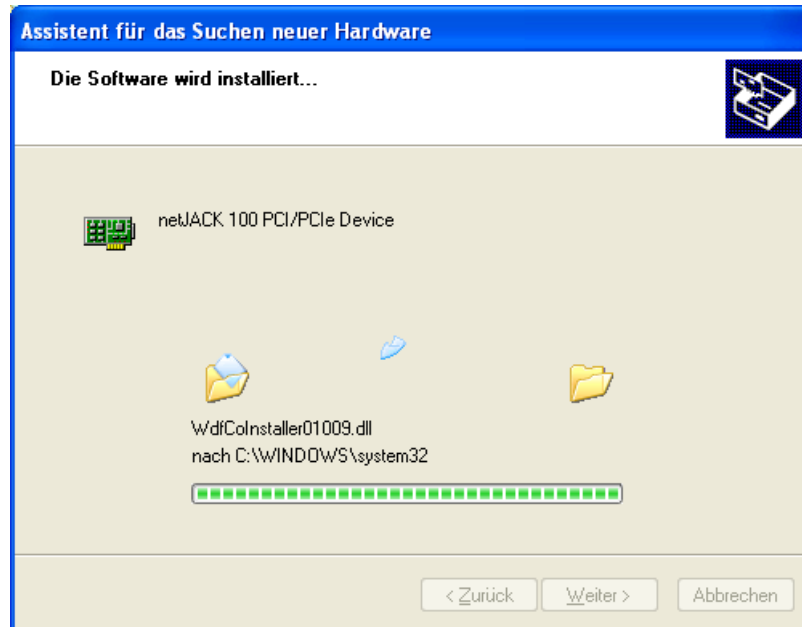 Assistent für das Suchen neuer Hardware
Die Software wird installiert...
netJACK 100 PCI/PCIe Device
WdfCoInstaller01009.dll
nach C:\WINDOWS\system32
< Zurück Weiter > Abbrechen